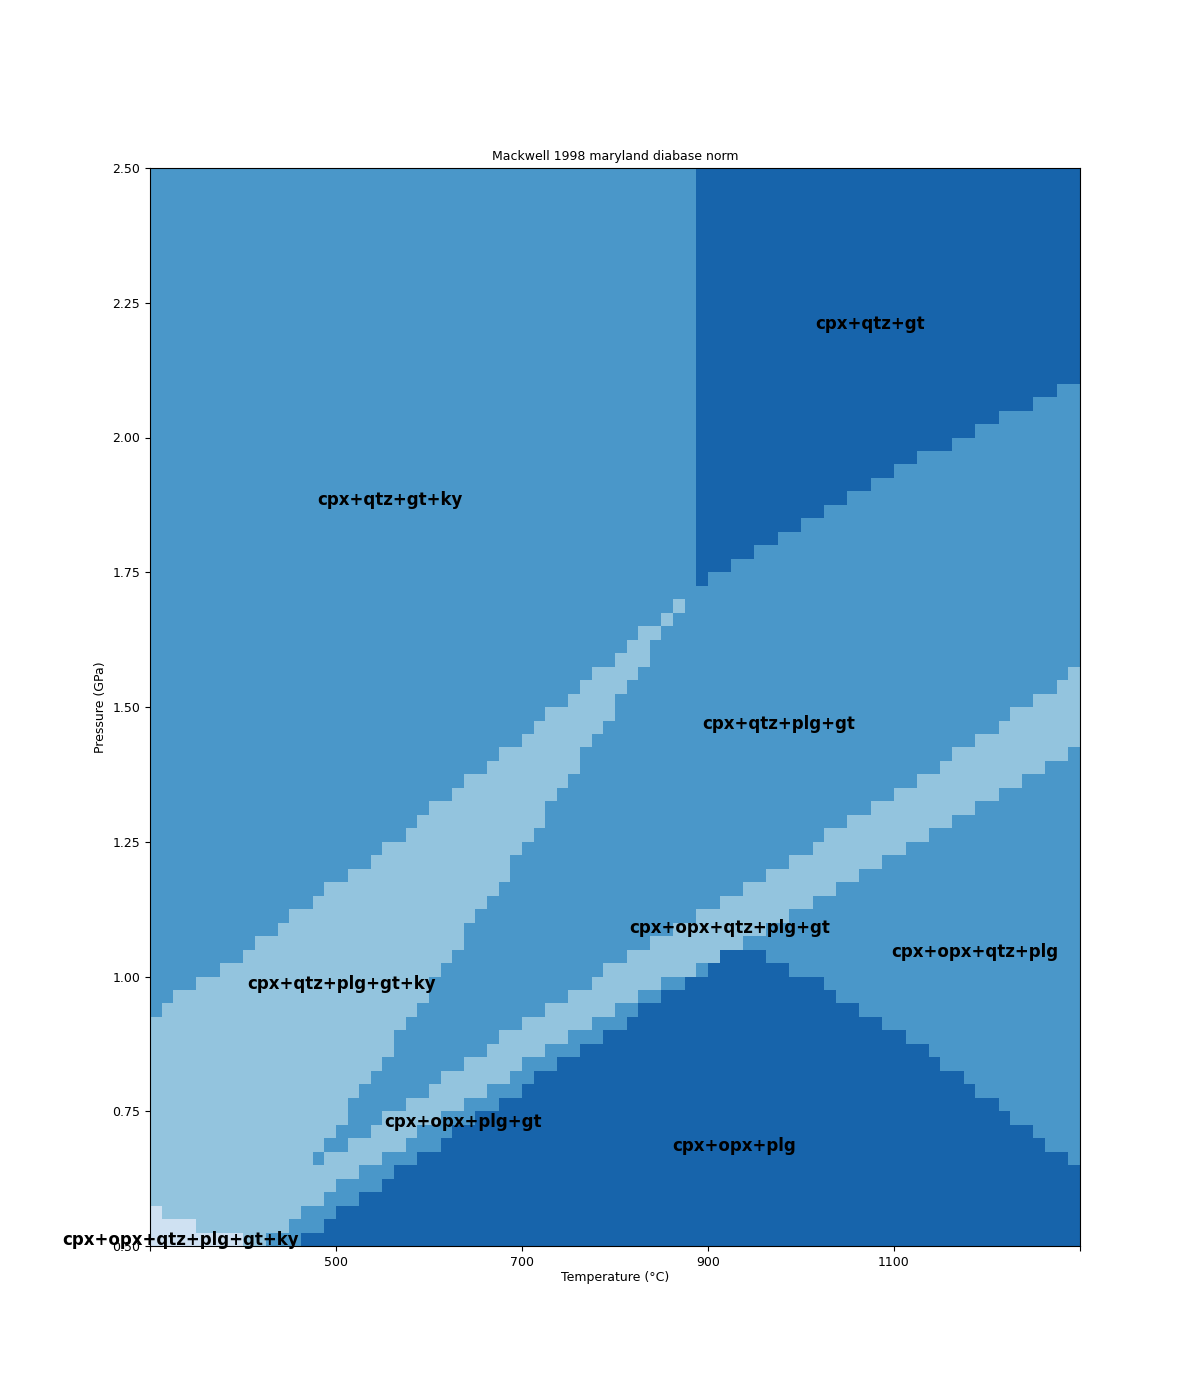 Mackwell 1998 maryland diabase norm
2.50
2.25
cpx+qtz+gt
2.00
cpx+qtz+gt+ky
1.75
1.50
cpx+qtz+plg+gt
Pressure (GPa)
1.25
cpx+opx+qtz+plg+gt
cpx+opx+qtz+plg
1.00
cpx+qtz+plg+gt+ky
0.75
cpx+opx+plg+gt
cpx+opx+plg
cpx+opx+qtz+plg+gt+ky
0.50
500 700 900 1100
Temperature (°C)